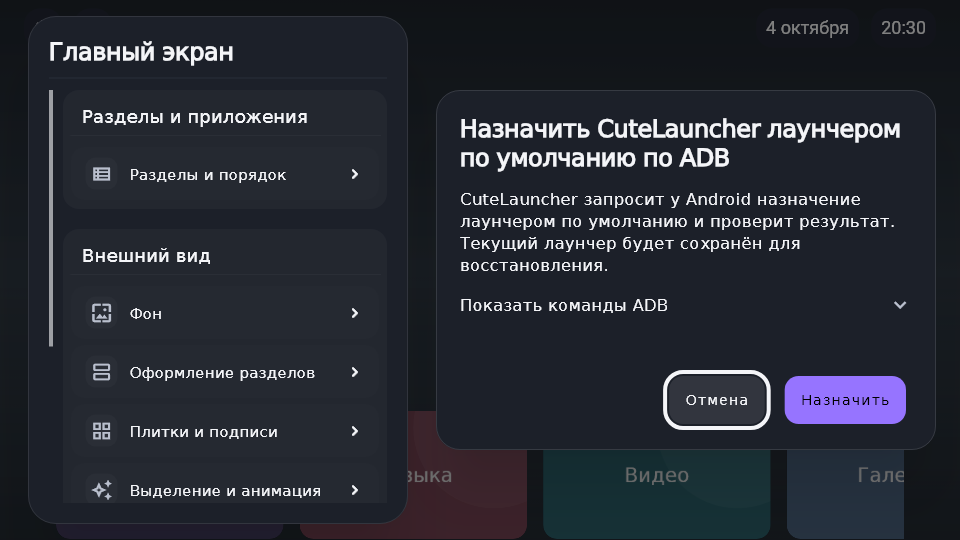 4 октября 20:30
Главный экран
Разделы и приложения
Разделы и порядок
Внешний вид
Фон
Оформление разделов
Плитки и подписи
Выделение и анимация
Назначить CuteLauncher лаунчером
по умолчанию по ADB
CuteLauncher запросит у Android назначение
лаунчером по умолчанию и проверит результат.
Текущий лаунчер будет сохранён для
восстановления.
Показать команды ADB
Отмена
Назначить
Видео